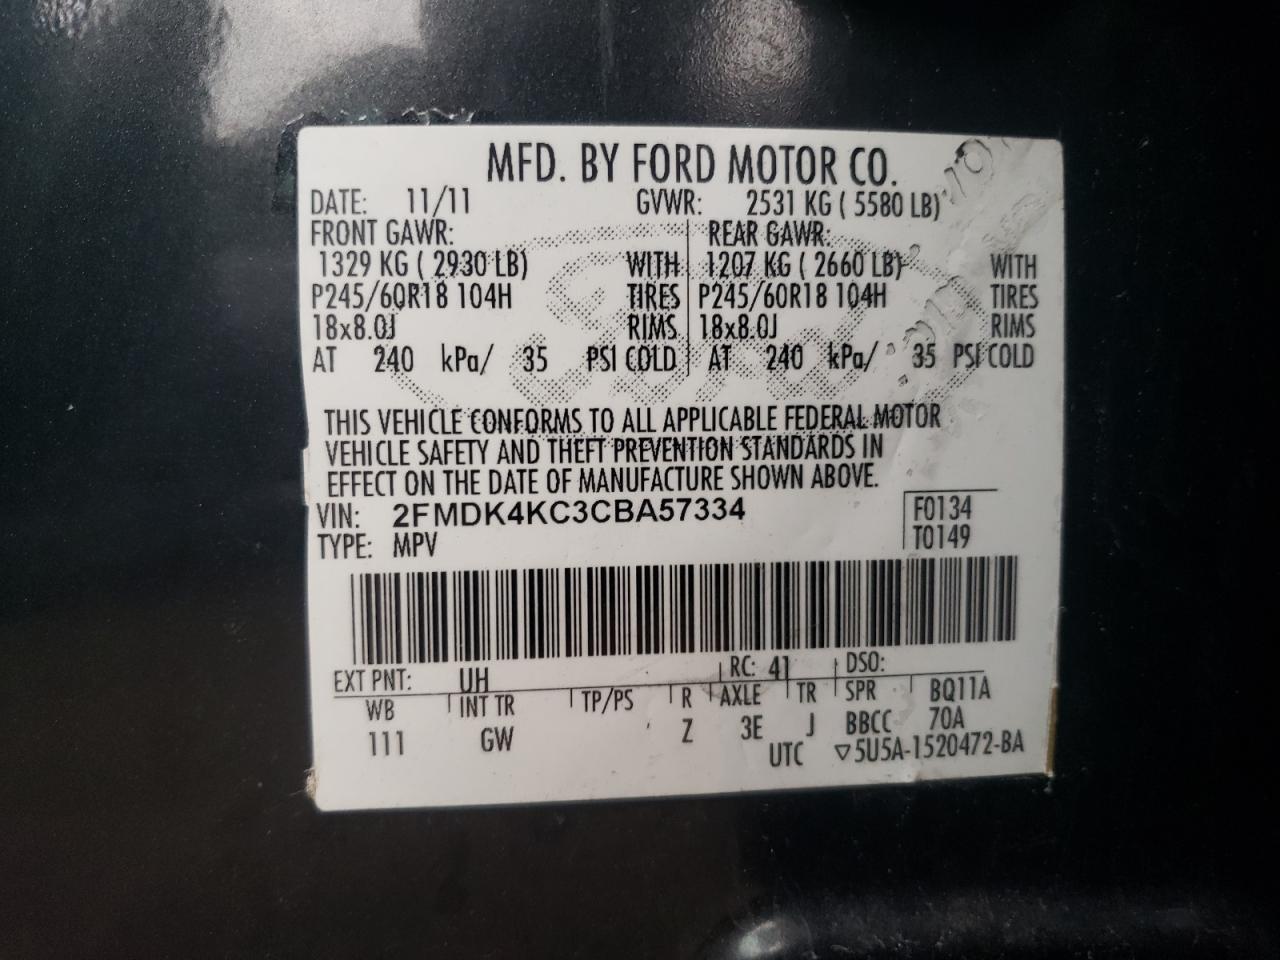 MFD. BY FORD MOTOR CO.
DATE: 11/11 GVWR: 2531 KG ( 5580 LB)
FRONT GAWR: REAR GAWR:
1329 KG ( 2930 LB) WITH 1207 KG ( 2660 LB) WITH
P245/60R18 104H TIRES P245/60R18 104H TIRES
18x8.0J RIMS 18x8.0J RIMS
AT 240 kPa/ 35 PSI COLD AT 240 kPa/ 35 PSI COLD
THIS VEHICLE CONFORMS TO ALL APPLICABLE FEDERAL MOTOR
VEHICLE SAFETY AND THEFT PREVENTION STANDARDS IN
EFFECT ON THE DATE OF MANUFACTURE SHOWN ABOVE.
VIN: 2FMDK4KC3CBA57334 F0134
TYPE: MPV T0149
EXT PNT: UH RC: 41 DSO:
WB INT TR TP/PS R AXLE TR SPR BQ11A
111 GW Z 3E J BBCC 70A
UTC ▽5U5A-1520472-BA